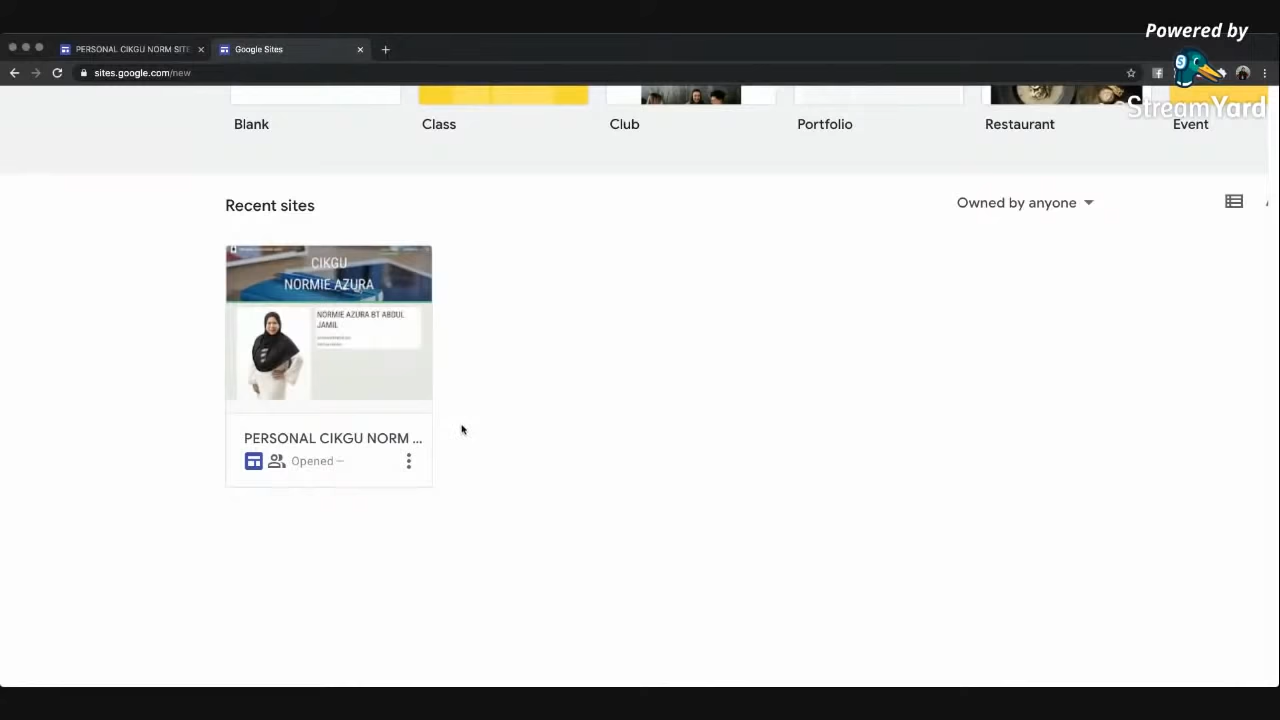 Powered by
StreamYard
PERSONAL CIKGU NORM SITE
Google Sites
sites.google.com/new
Blank
Class
Club
Portfolio
Restaurant
Event
Recent sites
Owned by anyone
CIKGU
NORMIE AZURA
NORMIE AZURA BT ABDUL
JAMIL
PERSONAL CIKGU NORM ...
Opened —